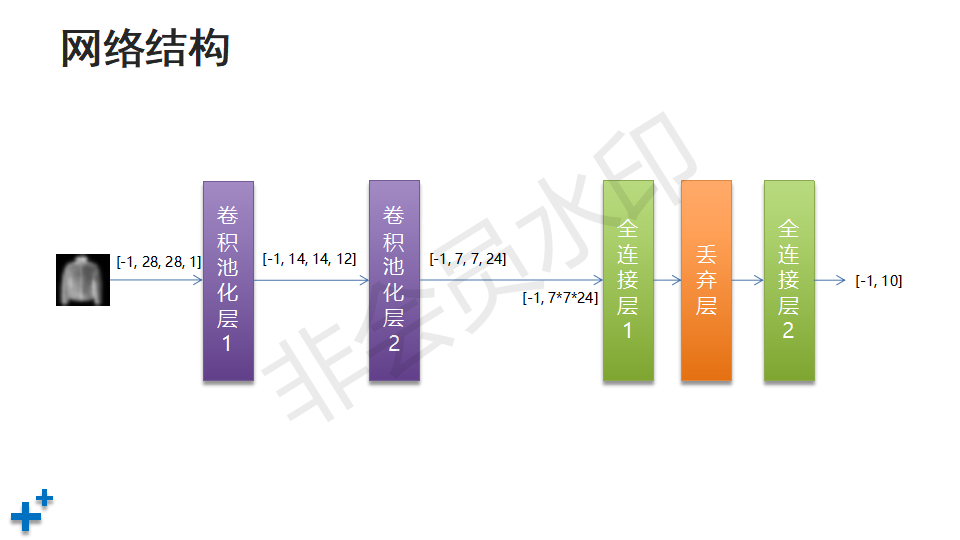 网络结构
[-1, 28, 28, 1]
卷积池化层1
[-1, 14, 14, 12]
卷积池化层2
[-1, 7, 7, 24]
[-1, 7*7*24]
全连接层1
丢弃层
全连接层2
[-1, 10]
非会员水印